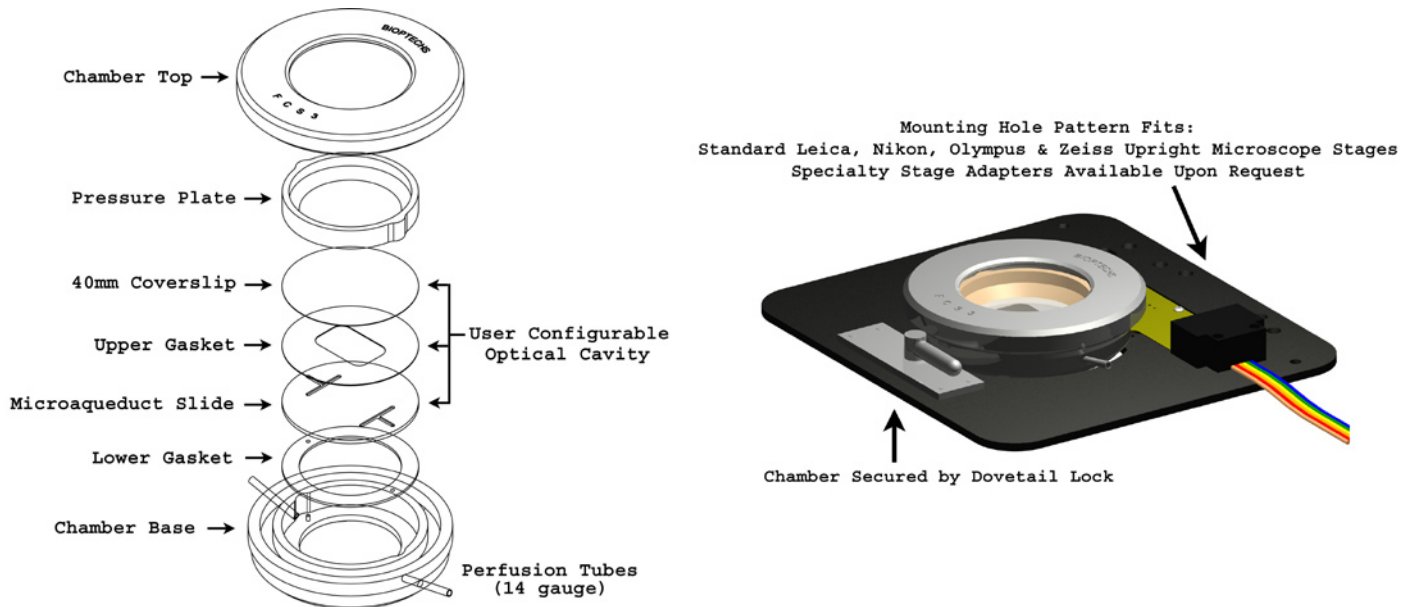 BIOPTECHS
Chamber Top
F C S 3
Pressure Plate
40mm Coverslip
Upper Gasket
User Configurable
Optical Cavity
Microaqueduct Slide
Lower Gasket
Chamber Base
Perfusion Tubes
(14 gauge)
Mounting Hole Pattern Fits:
Standard Leica, Nikon, Olympus & Zeiss Upright Microscope Stages
Specialty Stage Adapters Available Upon Request
F C S 3
Chamber Secured by Dovetail Lock